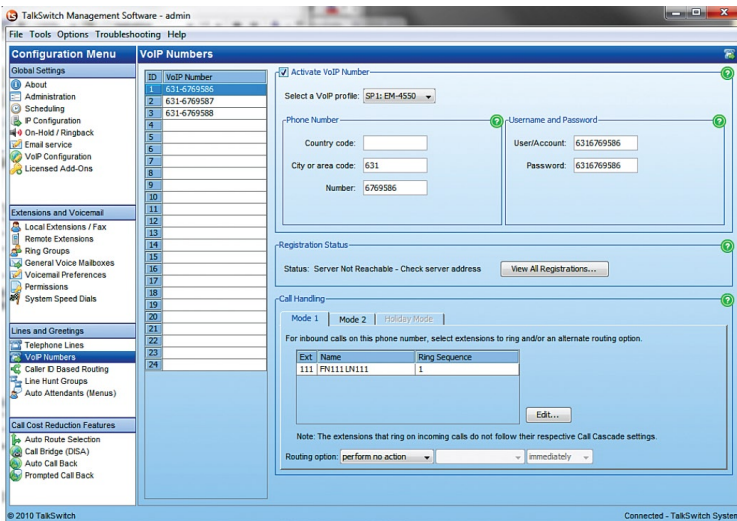 TalkSwitch Management Software - admin
File Tools Options Troubleshooting Help
Configuration Menu
Global Settings
About
Administration
Scheduling
IP Configuration
On-Hold / Ringback
Email service
VoIP Configuration
Licensed Add-Ons
Extensions and Voicemail
Local Extensions / Fax
Remote Extensions
Ring Groups
General Voice Mailboxes
Voicemail Preferences
Permissions
System Speed Dials
Lines and Greetings
Telephone Lines
VoIP Numbers
Caller ID Based Routing
Line Hunt Groups
Auto Attendants (Menus)
Call Cost Reduction Features
Auto Route Selection
Call Bridge (DISA)
Auto Call Back
Prompted Call Back
VoIP Numbers
ID VoIP Number
1 631-6769586
2 631-6769587
3 631-6769588
4
5
6
7
8
9
10
11
12
13
14
15
16
17
18
19
20
21
22
23
24
Activate VoIP Number
Select a VoIP profile: SP1: EM-4550
Phone Number
Country code:
City or area code: 631
Number: 6769586
Username and Password
User/Account: 6316769586
Password: 6316769586
Registration Status
Status: Server Not Reachable - Check server address View All Registrations...
Call Handling
Mode 1 Mode 2 Holiday Mode
For inbound calls on this phone number, select extensions to ring and/or an alternate routing option.
Ext Name Ring Sequence
111 FN111 LN111 1
Edit...
Note: The extensions that ring on incoming calls do not follow their respective Call Cascade settings.
Routing option: perform no action immediately
© 2010 TalkSwitch
Connected - TalkSwitch System